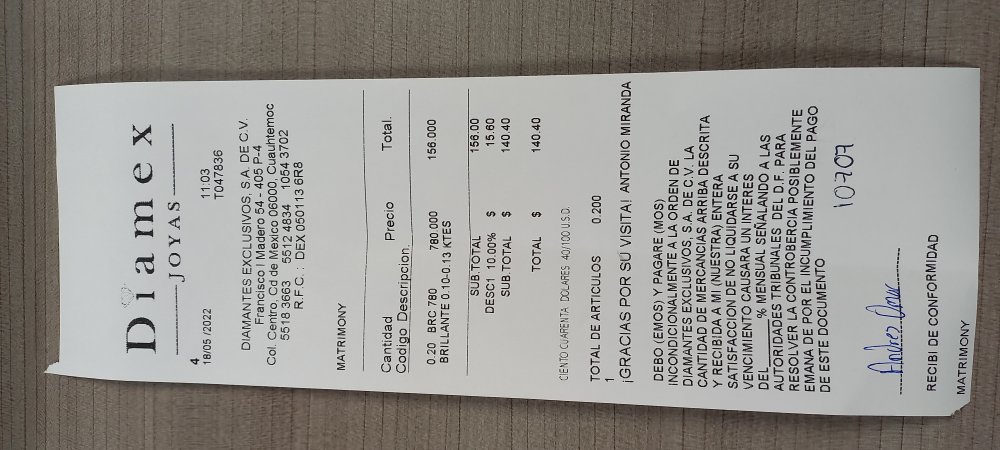 Diamex
JOYAS
4
18/05/2022 11:03
T047836
DIAMANTES EXCLUSIVOS, S.A. DE C.V.
Francisco I Madero 54 - 405 P-4
Col. Centro, Cd de Mexico 06000, Cuauhtemoc
5518 3663 5512 4834 1054 3702
R.F.C. : DEX 050113 6R8
MATRIMONY
Cantidad Precio Total.
Codigo Descripcion.
0.20 BRC 780 780.000 156.000
BRILLANTE 0.10-0.13 KTES
SUB.TOTAL 156.00
DESC1 10.00% $ 15.60
SUB.TOTAL $ 140.40
TOTAL $ 140.40
CIENTO CUARENTA DOLARES 40/100 U.S.D.
TOTAL DE ARTICULOS 0.200
1
¡GRACIAS POR SU VISITA! ANTONIO MIRANDA
DEBO (EMOS) Y PAGARE (MOS)
INCONDICIONALMENTE A LA ORDEN DE
DIAMANTES EXCLUSIVOS, S.A. DE C.V. LA
CANTIDAD DE MERCANCIAS ARRIBA DESCRITA
Y RECIBIDA A MI (NUESTRA) ENTERA
SATISFACCION DE NO LIQUIDARSE A SU
VENCIMIENTO CAUSARA UN INTERES
DEL______% MENSUAL SEÑALANDO A LAS
AUTORIDADES TRIBUNALES DEL D.F. PARA
RESOLVER LA CONTROBERCIA POSIBLEMENTE
EMANA DE POR EL INCUMPLIMIENTO DEL PAGO
DE ESTE DOCUMENTO
10707
Andres
RECIBI DE CONFORMIDAD
MATRIMONY